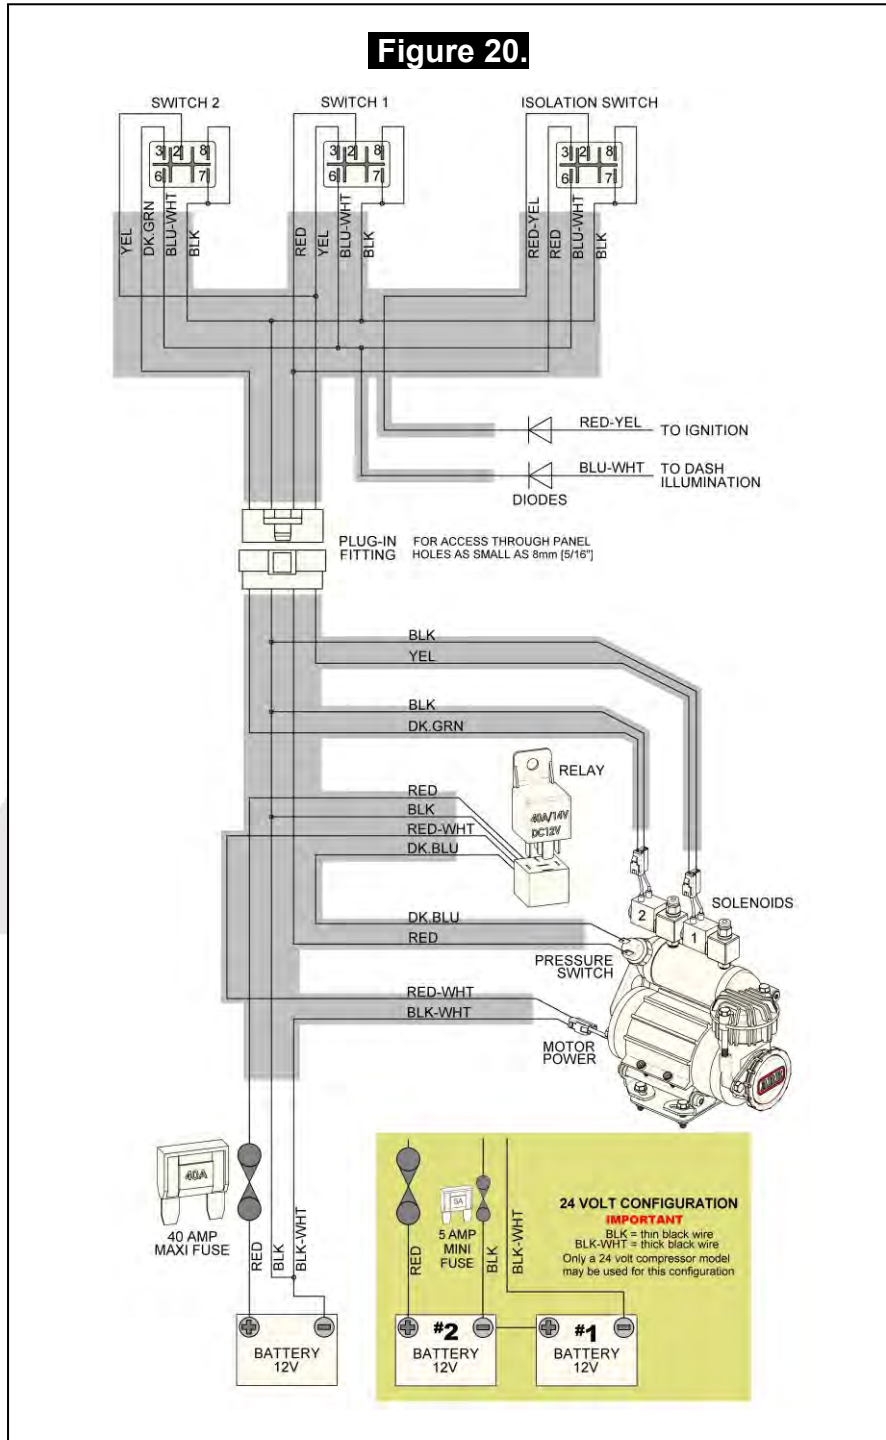 Figure 20.
SWITCH 2
SWITCH 1
ISOLATION SWITCH
3 2 8
6 7
3 2 8
6 7
3 2 8
6 7
YEL
DK.GRN
BLU-WHT
BLK
RED
YEL
BLU-WHT
BLK
RED-YEL
RED
BLU-WHT
BLK
RED-YEL
TO IGNITION
BLU-WHT
TO DASH
ILLUMINATION
DIODES
PLUG-IN
FITTING
FOR ACCESS THROUGH PANEL
HOLES AS SMALL AS 8mm [5/16"]
BLK
YEL
BLK
DK.GRN
RELAY
40A/14V
DC12V
RED
BLK
RED-WHT
DK.BLU
SOLENOIDS
2
1
DK.BLU
RED
PRESSURE
SWITCH
RED-WHT
BLK-WHT
MOTOR
POWER
40A
40 AMP
MAXI FUSE
RED
BLK
BLK-WHT
BATTERY
12V
5A
5 AMP
MINI
FUSE
RED
BLK
BLK-WHT
24 VOLT CONFIGURATION
IMPORTANT
BLK = thin black wire
BLK-WHT = thick black wire
Only a 24 volt compressor model
may be used for this configuration
#2
BATTERY
12V
#1
BATTERY
12V